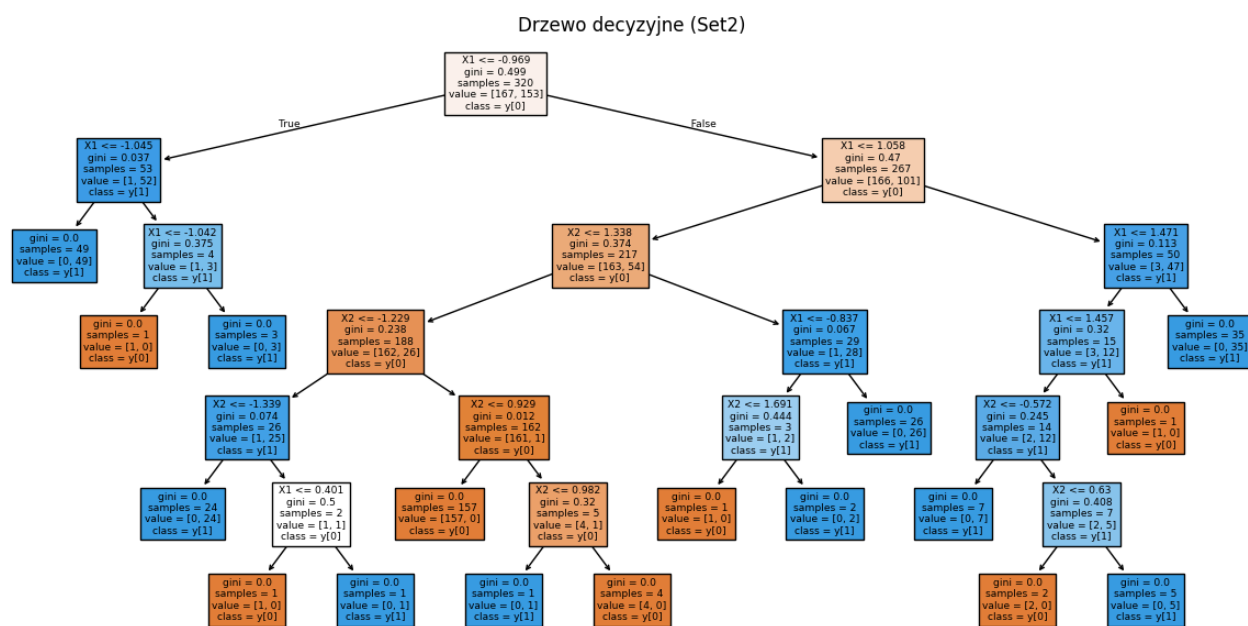 Drzewo decyzyjne (Set2)
X1 <= -0.969
gini = 0.499
samples = 320
value = [167, 153]
class = y[0]
True
False
X1 <= -1.045
gini = 0.037
samples = 53
value = [1, 52]
class = y[1]
X1 <= 1.058
gini = 0.47
samples = 267
value = [166, 101]
class = y[0]
gini = 0.0
samples = 49
value = [0, 49]
class = y[1]
X1 <= -1.042
gini = 0.375
samples = 4
value = [1, 3]
class = y[1]
X2 <= 1.338
gini = 0.374
samples = 217
value = [163, 54]
class = y[0]
X1 <= 1.471
gini = 0.113
samples = 50
value = [3, 47]
class = y[1]
gini = 0.0
samples = 1
value = [1, 0]
class = y[0]
gini = 0.0
samples = 3
value = [0, 3]
class = y[1]
X2 <= -1.229
gini = 0.238
samples = 188
value = [162, 26]
class = y[0]
X1 <= -0.837
gini = 0.067
samples = 29
value = [1, 28]
class = y[1]
X1 <= 1.457
gini = 0.32
samples = 15
value = [3, 12]
class = y[1]
gini = 0.0
samples = 35
value = [0, 35]
class = y[1]
X2 <= -1.339
gini = 0.074
samples = 26
value = [1, 25]
class = y[1]
X2 <= 0.929
gini = 0.012
samples = 162
value = [161, 1]
class = y[0]
X2 <= 1.691
gini = 0.444
samples = 3
value = [1, 2]
class = y[1]
gini = 0.0
samples = 26
value = [0, 26]
class = y[1]
X2 <= -0.572
gini = 0.245
samples = 14
value = [2, 12]
class = y[1]
gini = 0.0
samples = 1
value = [1, 0]
class = y[0]
gini = 0.0
samples = 24
value = [0, 24]
class = y[1]
X1 <= 0.401
gini = 0.5
samples = 2
value = [1, 1]
class = y[0]
gini = 0.0
samples = 157
value = [157, 0]
class = y[0]
X2 <= 0.982
gini = 0.32
samples = 5
value = [4, 1]
class = y[0]
gini = 0.0
samples = 1
value = [1, 0]
class = y[0]
gini = 0.0
samples = 2
value = [0, 2]
class = y[1]
gini = 0.0
samples = 7
value = [0, 7]
class = y[1]
X2 <= 0.63
gini = 0.408
samples = 7
value = [2, 5]
class = y[1]
gini = 0.0
samples = 1
value = [1, 0]
class = y[0]
gini = 0.0
samples = 1
value = [0, 1]
class = y[1]
gini = 0.0
samples = 1
value = [0, 1]
class = y[1]
gini = 0.0
samples = 4
value = [4, 0]
class = y[0]
gini = 0.0
samples = 2
value = [2, 0]
class = y[0]
gini = 0.0
samples = 5
value = [0, 5]
class = y[1]